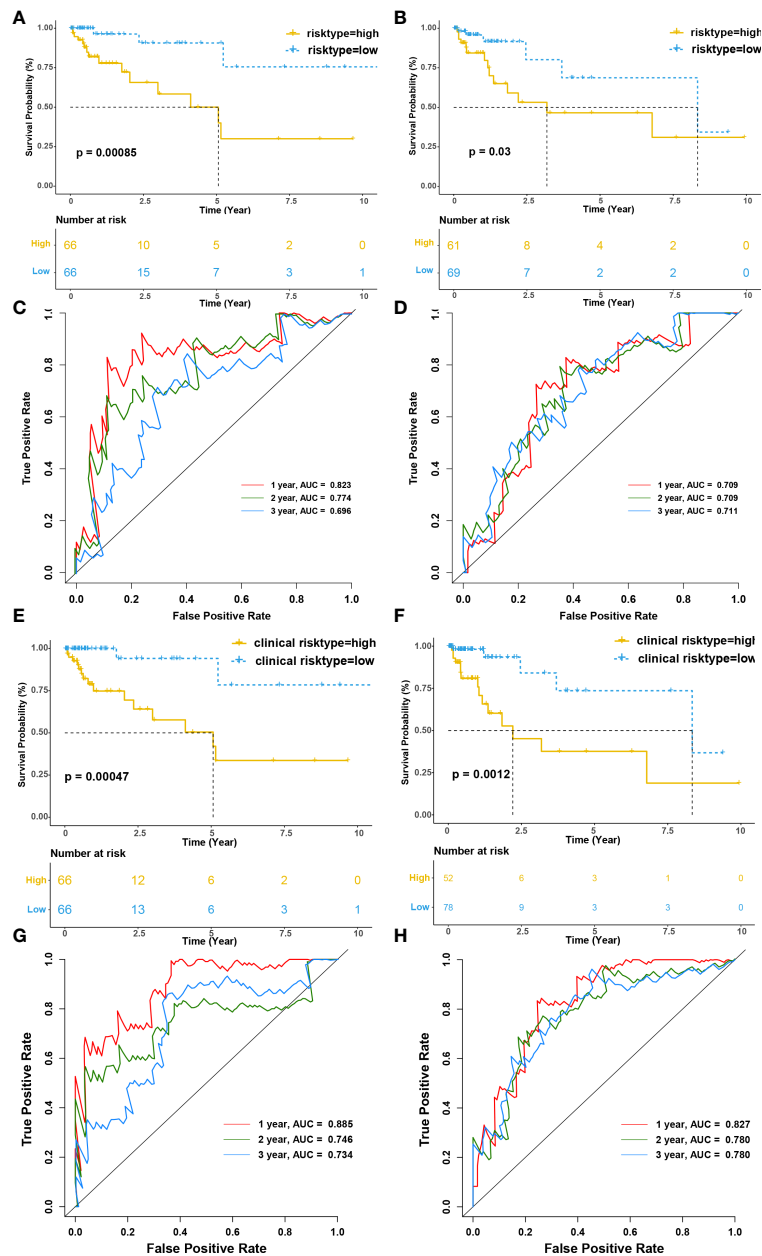 A
1.00
0.75
0.50
0.25
0.00
Survival Probability (%)
risktype=high
risktype=low
p = 0.00085
0
2.5
5
7.5
10
Time (Year)
Number at risk
High 66 10 5 2 0
Low 66 15 7 3 1
0 2.5 5 7.5 10
Time (Year)
B
1.00
0.75
0.50
0.25
0.00
Survival Probability (%)
risktype=high
risktype=low
p = 0.03
0 2.5 5 7.5 10
Time (Year)
Number at risk
High 61 8 4 2 0
Low 69 7 2 2 0
0 2.5 5 7.5 10
Time (Year)
C
1.0
0.8
0.6
0.4
0.2
0.0
True Positive Rate
1 year, AUC = 0.823
2 year, AUC = 0.774
3 year, AUC = 0.696
0.0 0.2 0.4 0.6 0.8 1.0
False Positive Rate
D
1.0
0.8
0.6
0.4
0.2
0.0
True Positive Rate
1 year, AUC = 0.709
2 year, AUC = 0.709
3 year, AUC = 0.711
0.0 0.2 0.4 0.6 0.8 1.0
False Positive Rate
E
1.00
0.75
0.50
0.25
0.00
Survival Probability (%)
clinical risktype=high
clinical risktype=low
p = 0.00047
0 2.5 5 7.5 10
Time (Year)
Number at risk
High 66 12 6 2 0
Low 66 13 6 3 1
0 2.5 5 7.5 10
Time (Year)
F
1.00
0.75
0.50
0.25
0.00
Survival Probability (%)
clinical risktype=high
clinical risktype=low
p = 0.0012
0 2.5 5 7.5 10
Time (Year)
Number at risk
High 52 6 3 1 0
Low 78 9 3 3 0
0 2.5 5 7.5 10
Time (Year)
G
1.0
0.8
0.6
0.4
0.2
0.0
True Positive Rate
1 year, AUC = 0.885
2 year, AUC = 0.746
3 year, AUC = 0.734
0.0 0.2 0.4 0.6 0.8 1.0
False Positive Rate
H
1.0
0.8
0.6
0.4
0.2
0.0
True Positive Rate
1 year, AUC = 0.827
2 year, AUC = 0.780
3 year, AUC = 0.780
0.0 0.2 0.4 0.6 0.8 1.0
False Positive Rate